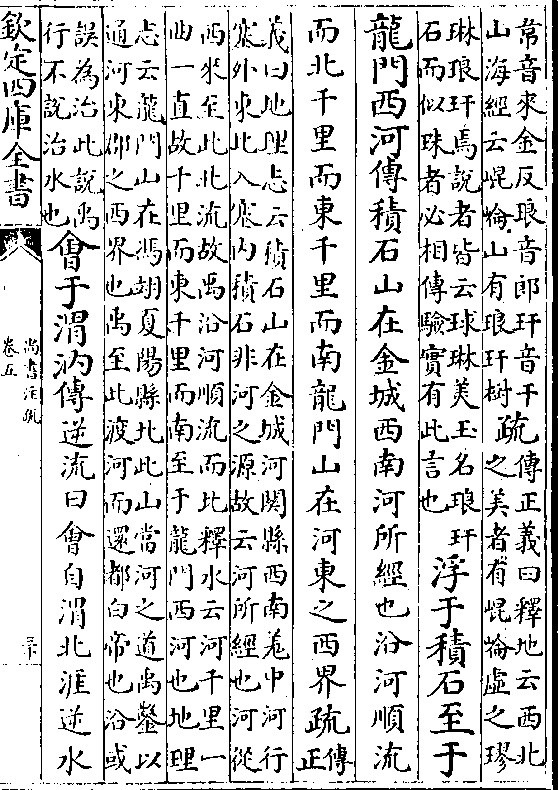 常音來金反琅音郎玕音干
山海經云崐崘山有琅玕樹
疏
傳正義曰釋地云西北
之美者有崐崘虛之璆
琳琅玕焉說者皆云球琳美玉名琅玕
石而似珠者必相傳驗實有此言也
浮于積石至于
龍門西河傳積石山在金城西南河所經也沿河順流
而北千里而東千里而南龍門山在河東之西界疏
傳
正
義曰地理志云積石山在金城河關縣西南羌中河行
塞外東北入塞内積石非河之源故云河所經也河從
西來至此北流故禹沿河順流而北釋水云河千里一
曲一直故千里而東千里而南至于龍門西河也地理
志云龍門山在馮翊夏陽縣北此山當河之道禹鑿以
通河東郡之西界也禹至此渡河而還都白帝也沿或
誤為治此說禹
行不說治水也
會于渭汭傳逆流曰會自渭北涯逆水
欽定四庫全書
尚書注疏
卷五
三十